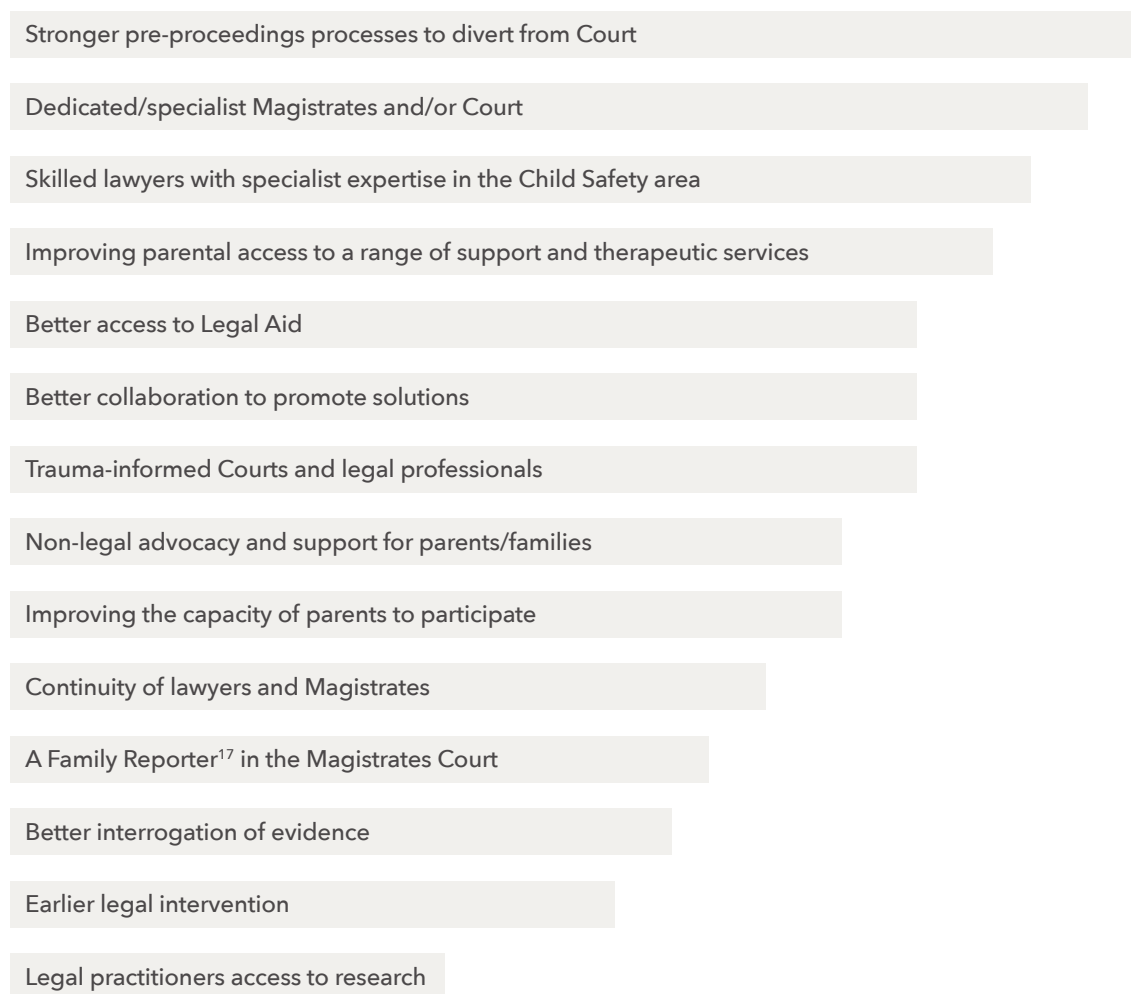 Stronger pre-proceedings processes to divert from Court
Dedicated/specialist Magistrates and/or Court
Skilled lawyers with specialist expertise in the Child Safety area
Improving parental access to a range of support and therapeutic services
Better access to Legal Aid
Better collaboration to promote solutions
Trauma-informed Courts and legal professionals
Non-legal advocacy and support for parents/families
Improving the capacity of parents to participate
Continuity of lawyers and Magistrates
A Family Reporter¹⁷ in the Magistrates Court
Better interrogation of evidence
Earlier legal intervention
Legal practitioners access to research